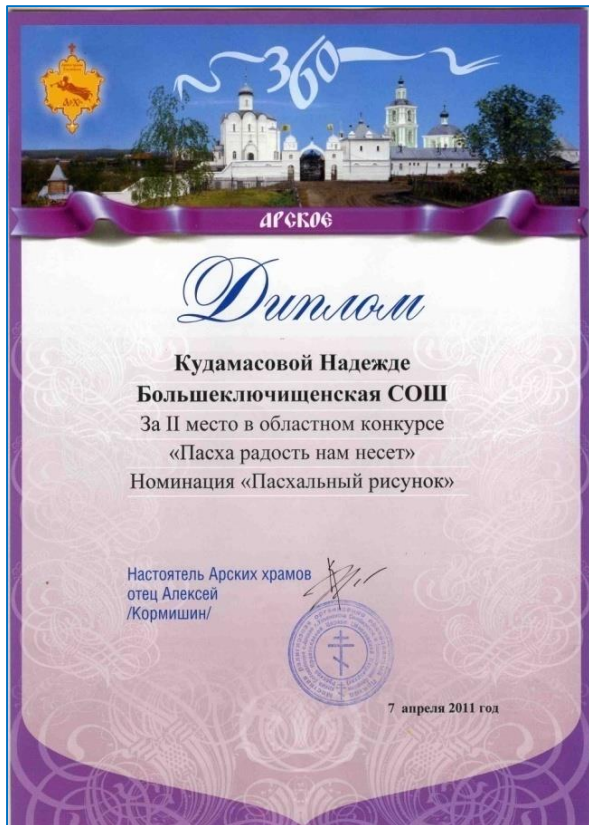 360
АРСКОЕ
Диплом
Кудамасовой Надежде
Большеключищенская СОШ
За II место в областном конкурсе
«Пасха радость нам несет»
Номинация «Пасхальный рисунок»
Настоятель Арских храмов
отец Алексей
/Кормишин/
7 апреля 2011 год